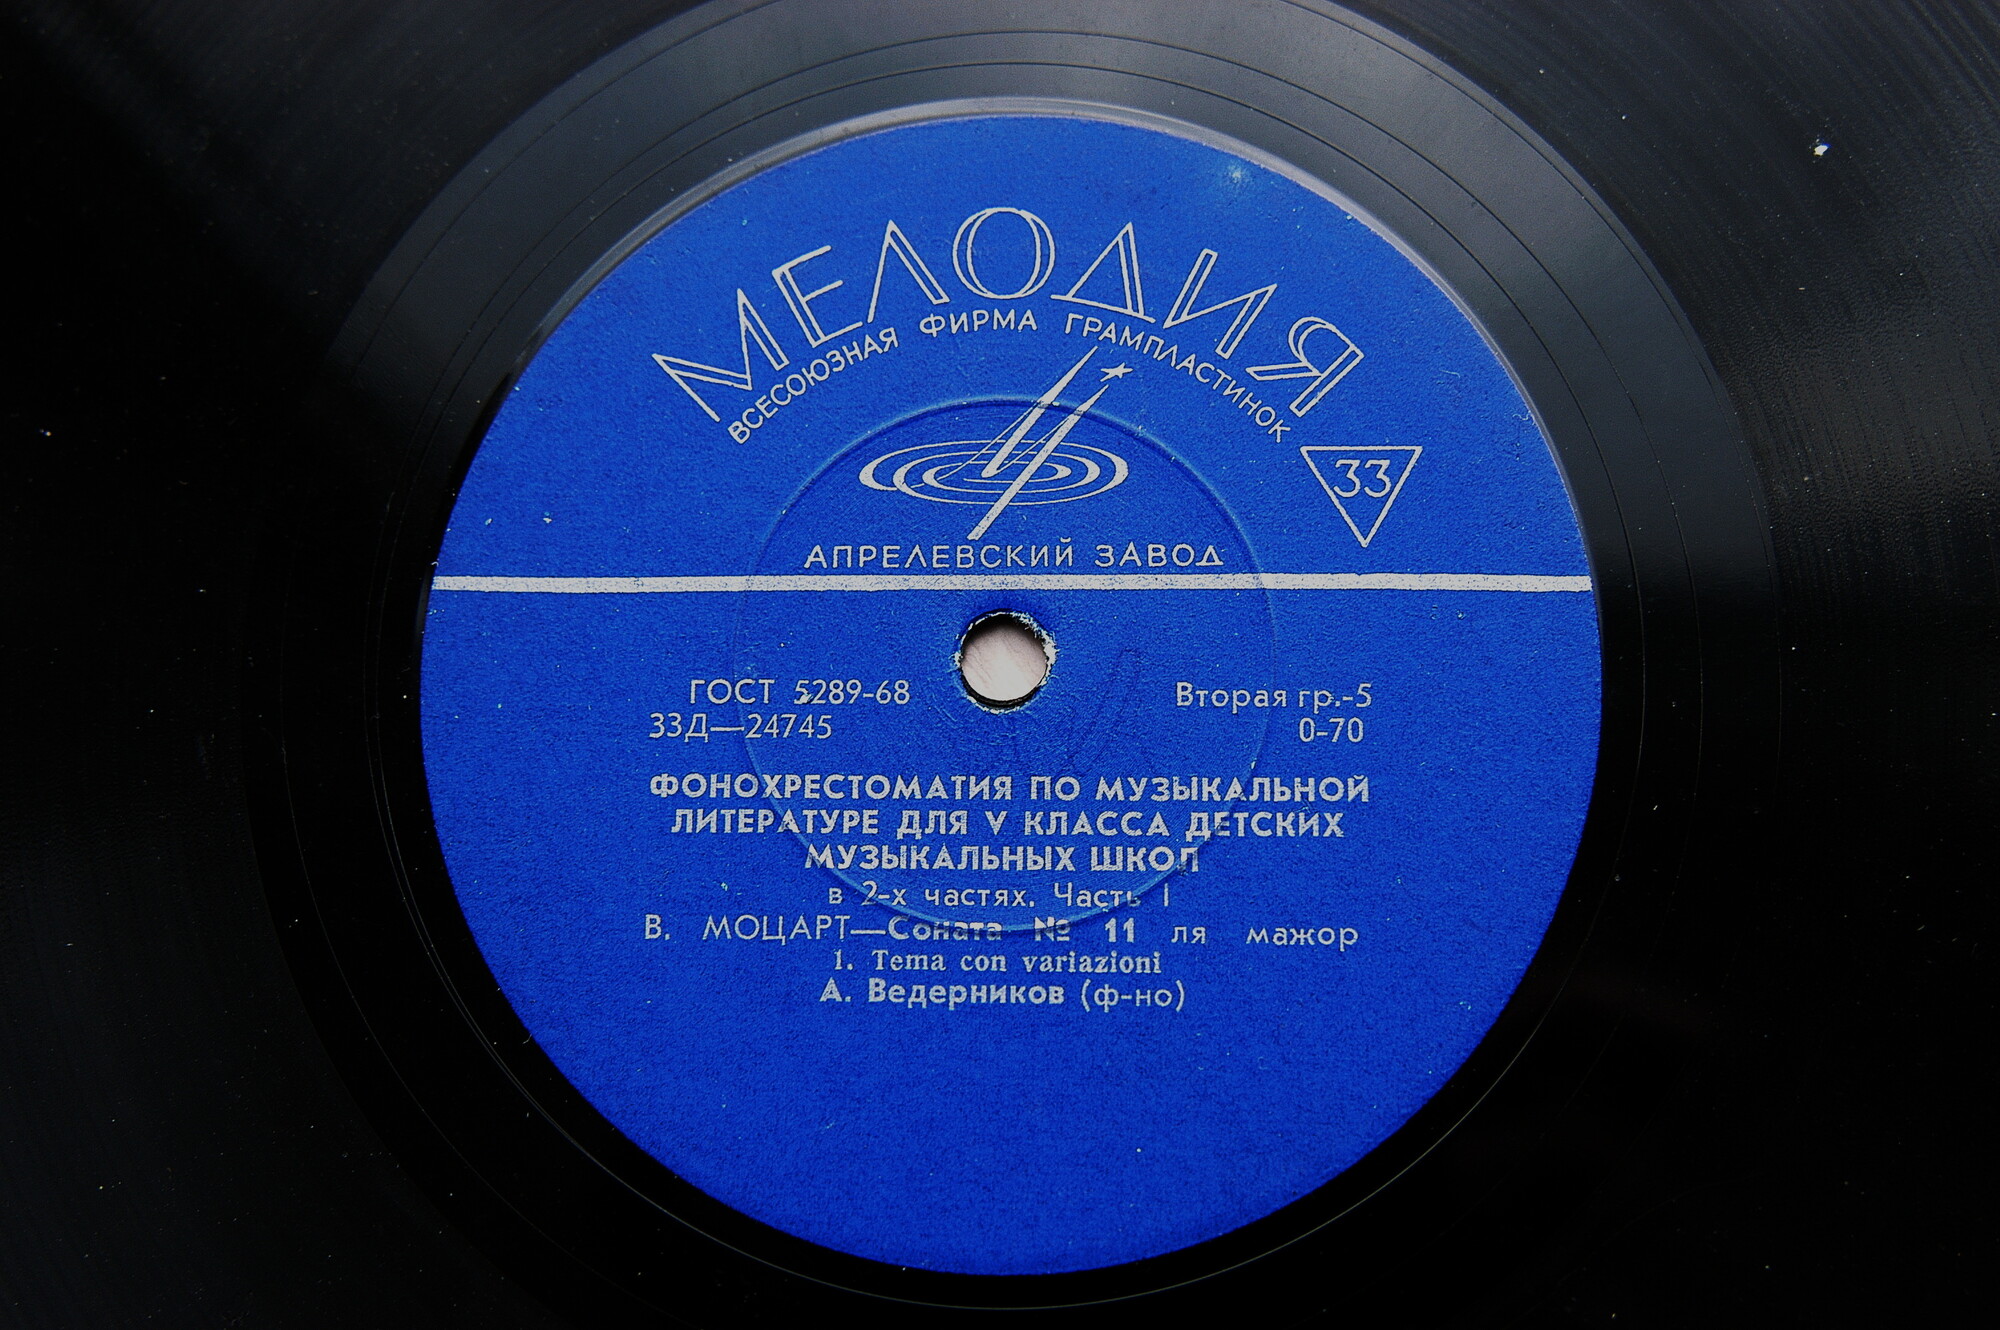 МЕЛОДИЯ
ВСЕСОЮЗНАЯ ФИРМА ГРАМПЛАСТИНОК
33
АПРЕЛЕВСКИЙ ЗАВОД
ГОСТ 5289-68 Вторая гр.-5
33Д—24745 0-70
ФОНОХРЕСТОМАТИЯ ПО МУЗЫКАЛЬНОЙ
ЛИТЕРАТУРЕ ДЛЯ V КЛАССА ДЕТСКИХ
МУЗЫКАЛЬНЫХ ШКОЛ
в 2-х частях. Часть I
В. МОЦАРТ—Соната № 11 ля мажор
1. Tema con variazioni
А. Ведерников (ф-но)